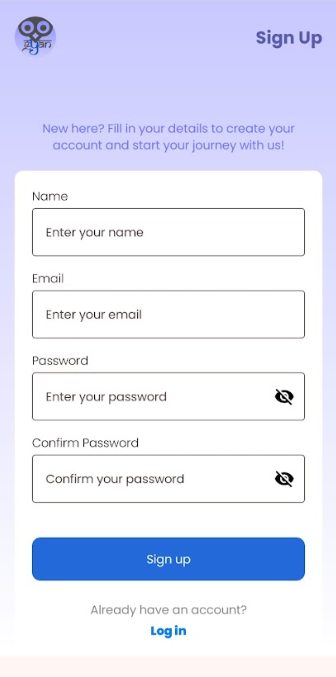 gyan
Sign Up
New here? Fill in your details to create your
account and start your journey with us!
Name
Enter your name
Email
Enter your email
Password
Enter your password
Confirm Password
Confirm your password
Sign up
Already have an account?
Log in